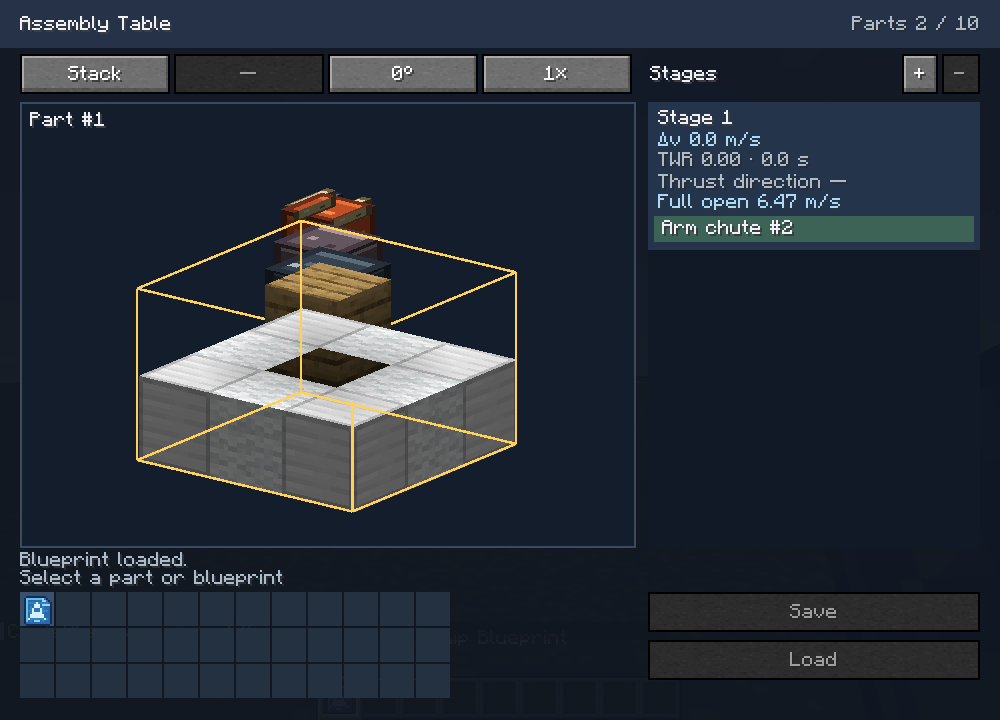 Assembly Table
Parts 2 / 10
Stack
—
0°
1×
Stages
+
-
Part #1
Stage 1
Δv 0.0 m/s
TWR 0.00 · 0.0 s
Thrust direction —
Full open 6.47 m/s
Arm chute #2
Blueprint loaded.
Select a part or blueprint
Blueprint
Save
Load